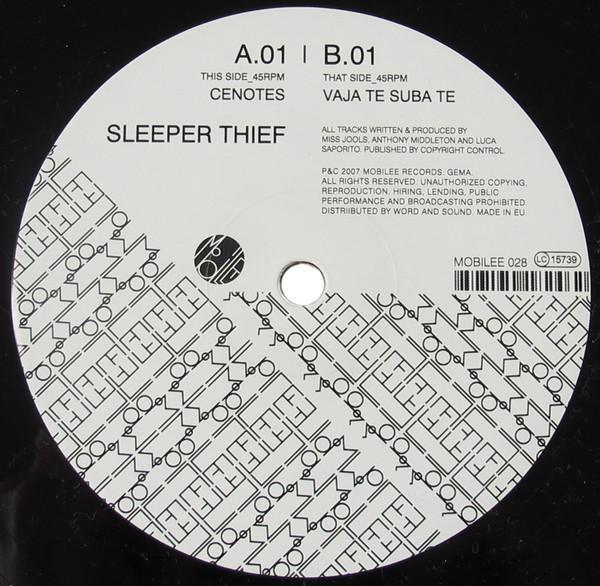 A.01 | B.01
THIS SIDE_45RPM THAT SIDE_45RPM
CENOTES VAJA TE SUBA TE
SLEEPER THIEF
ALL TRACKS WRITTEN & PRODUCED BY
MISS JOOLS, ANTHONY MIDDLETON AND LUCA
SAPORITO. PUBLISHED BY COPYRIGHT CONTROL.
P&C 2007 MOBILEE RECORDS. GEMA.
ALL RIGHTS RESERVED. UNAUTHORIZED COPYING,
REPRODUCTION, HIRING, LENDING, PUBLIC
PERFORMANCE AND BROADCASTING PROHIBITED.
DISTRIIBUTED BY WORD AND SOUND. MADE IN EU.
MOBILEE 028 LC 15739